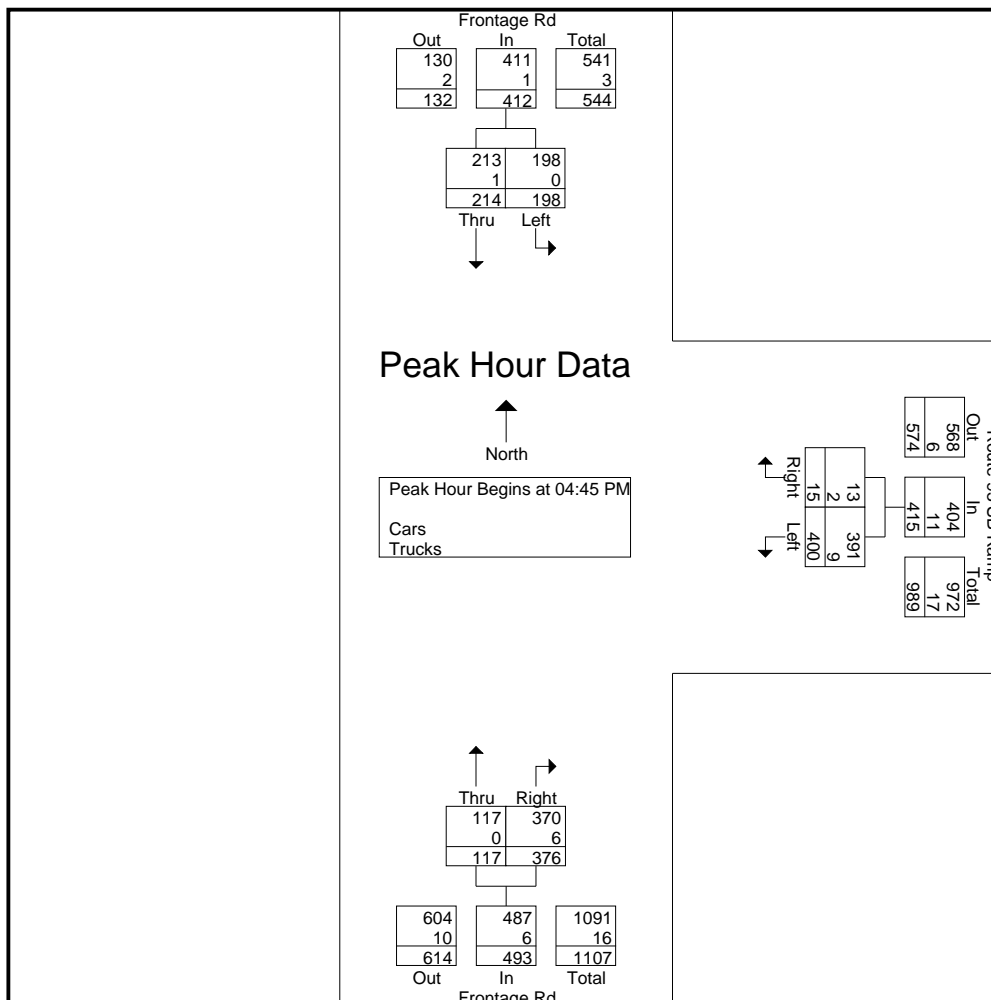 Frontage Rd
Out In Total
130 411 541
2 1 3
132 412 544
213 198
1 0
214 198
Thru Left
Peak Hour Data
North
Peak Hour Begins at 04:45 PM
Cars
Trucks
Right Left
13 391
2 9
15 400
Out In Total
568 404 972
6 11 17
574 415 989
Thru Right
117 370
0 6
117 376
604 487 1091
10 6 16
614 493 1107
Out In Total
Frontage Rd